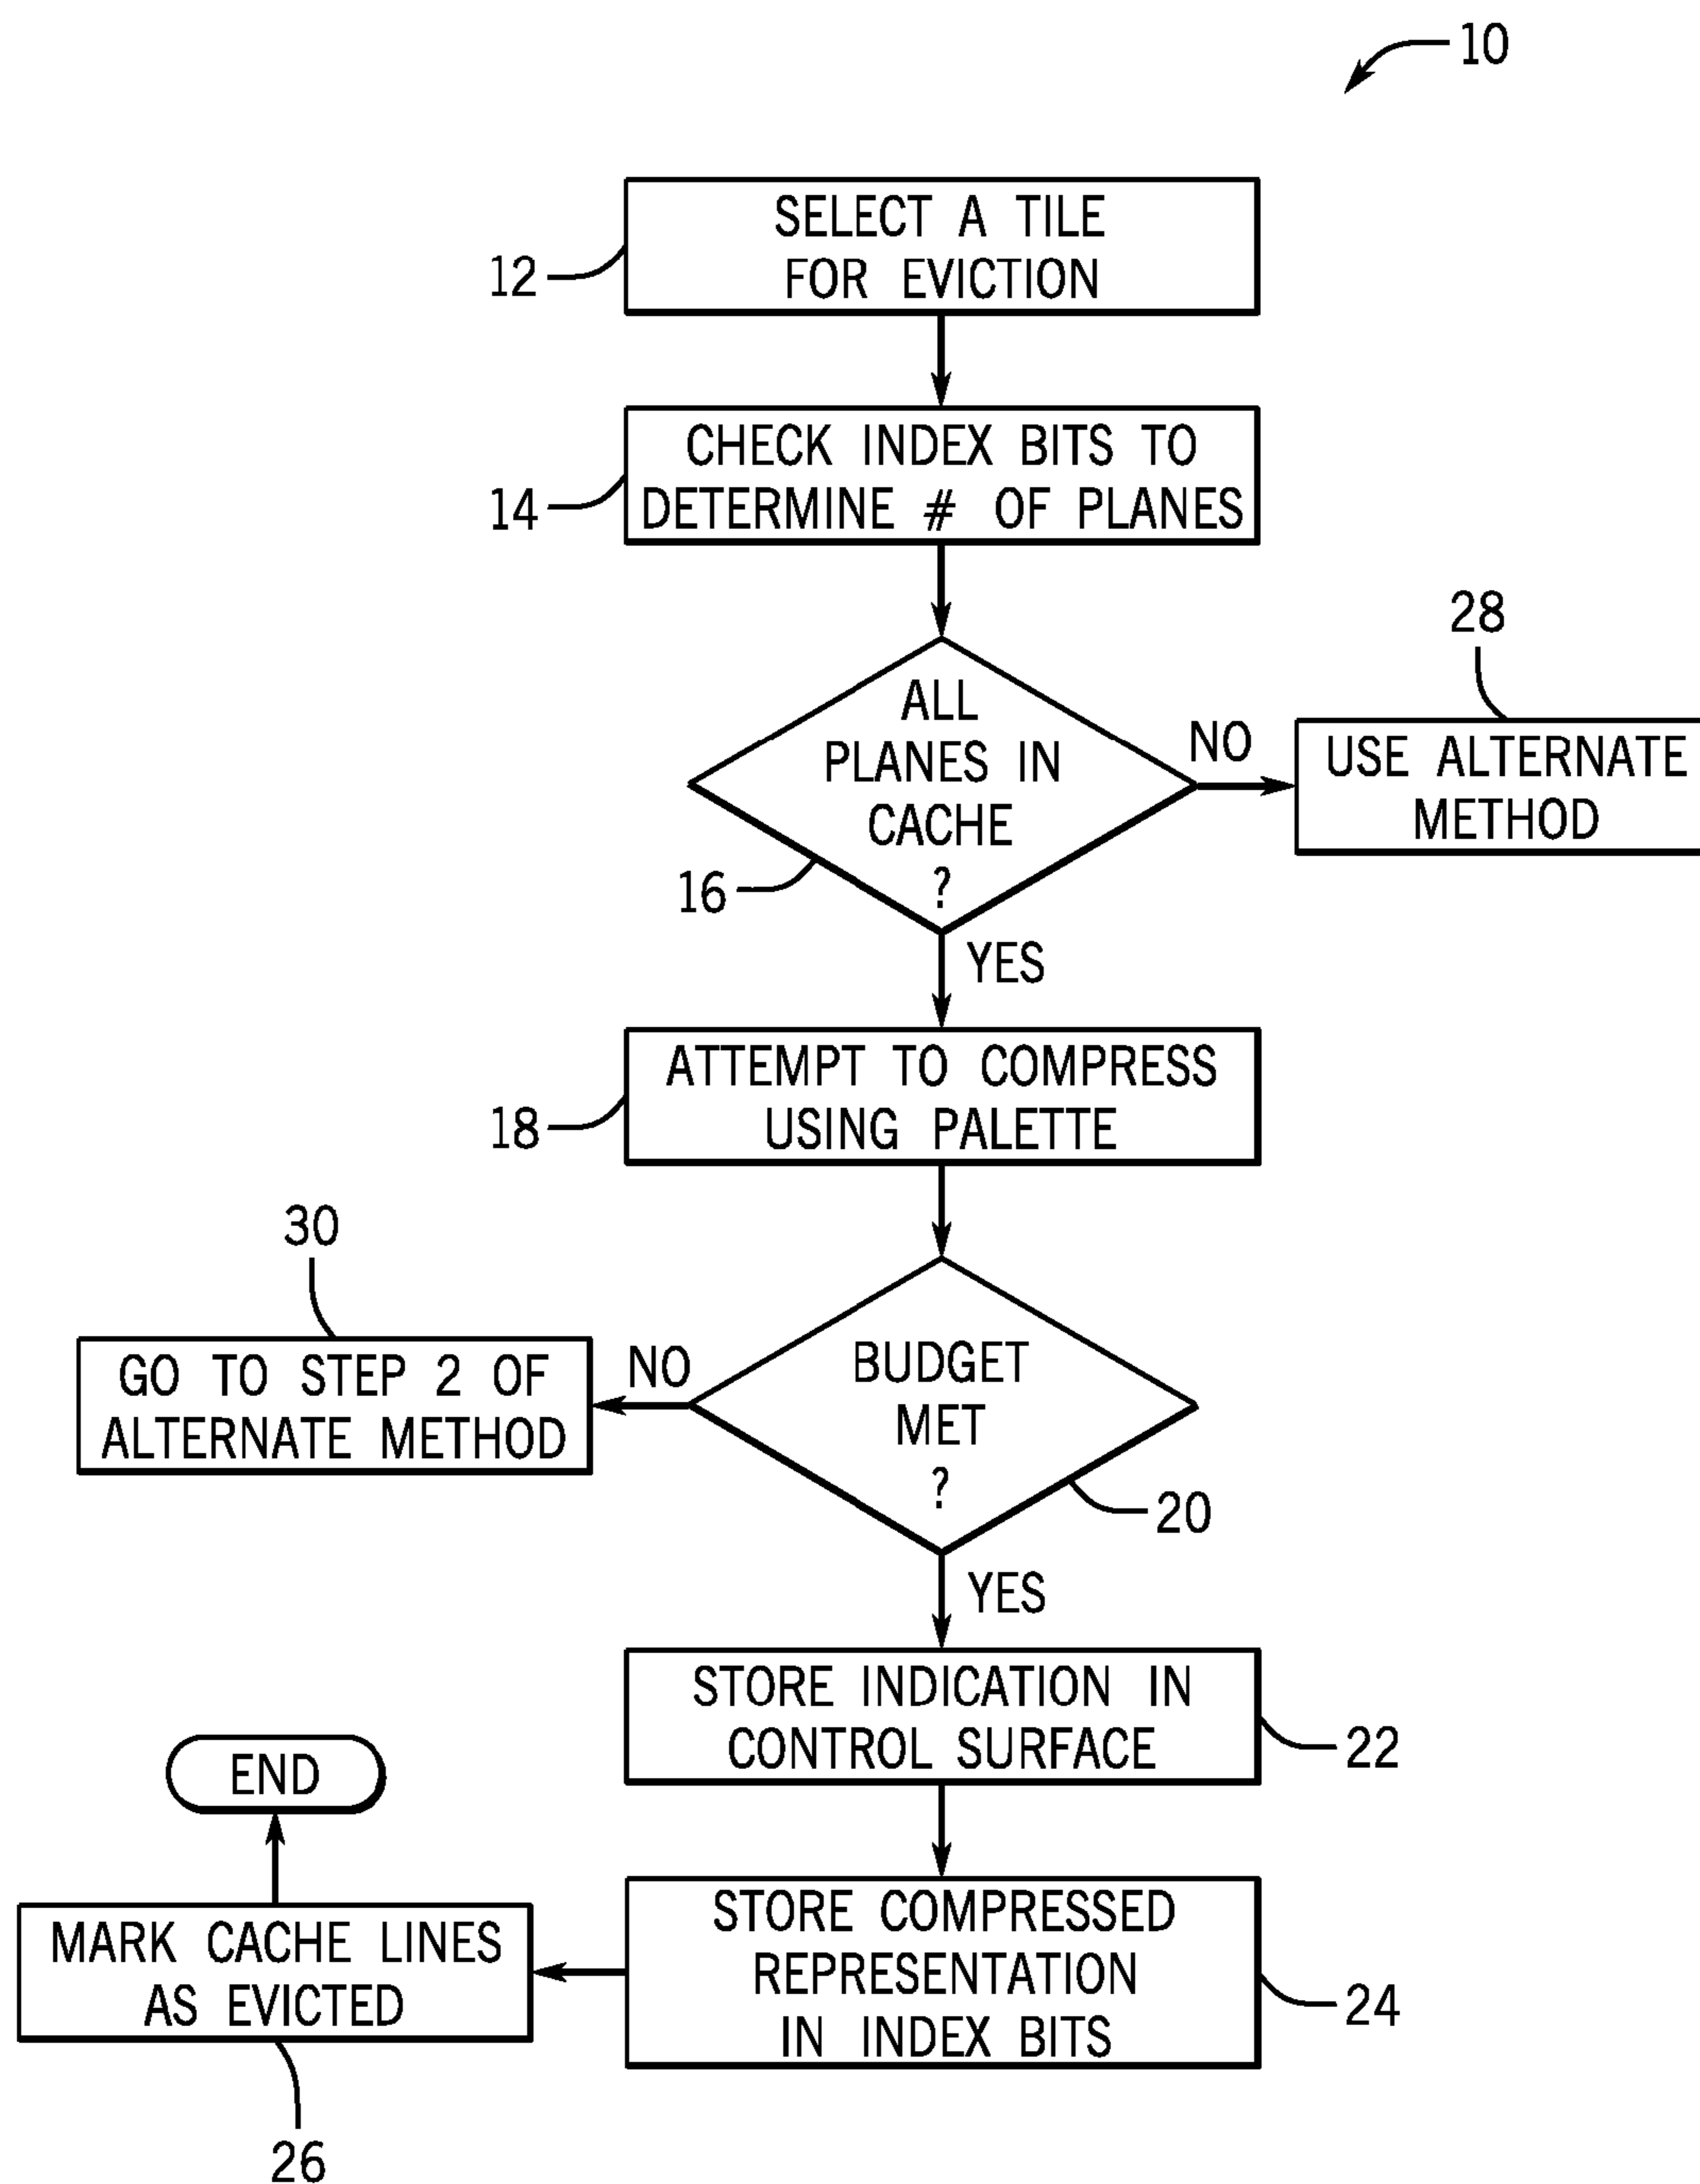 10
SELECT A TILE
FOR EVICTION
12
CHECK INDEX BITS TO
DETERMINE # OF PLANES
14
ALL
PLANES IN
CACHE
?
16
NO
28
USE ALTERNATE
METHOD
YES
ATTEMPT TO COMPRESS
USING PALETTE
18
30
GO TO STEP 2 OF
ALTERNATE METHOD
NO
BUDGET
MET
?
20
YES
STORE INDICATION IN
CONTROL SURFACE
22
END
STORE COMPRESSED
REPRESENTATION
IN INDEX BITS
24
MARK CACHE LINES
AS EVICTED
26